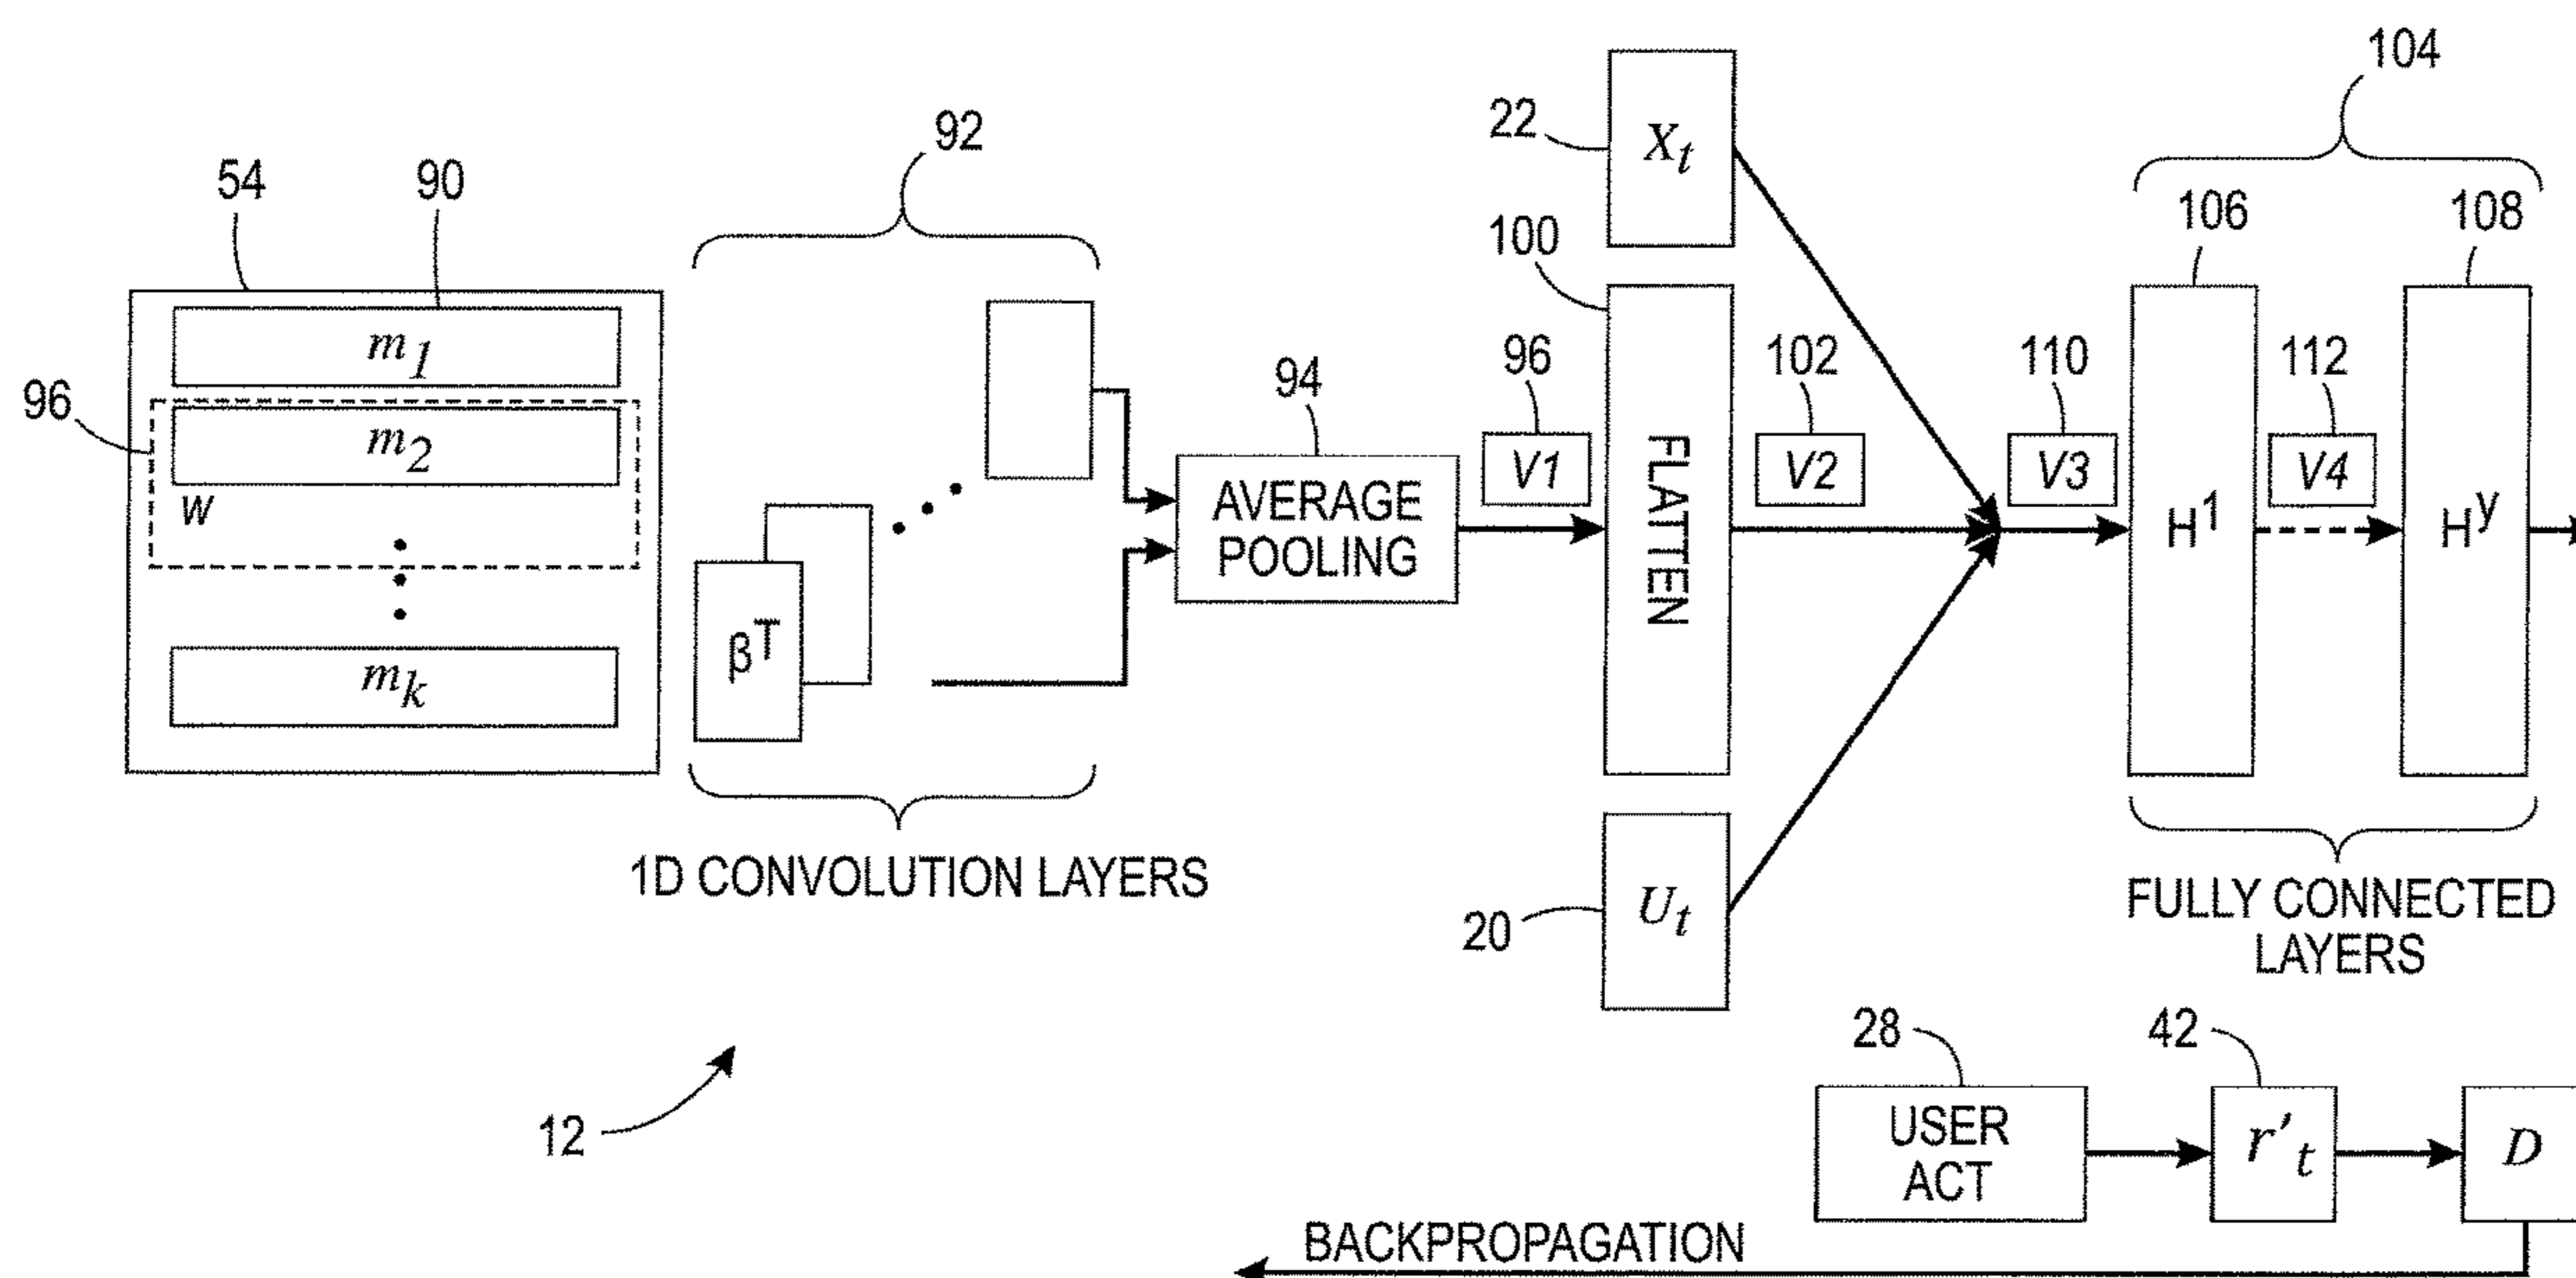 104
22
X_t
92
54
90
100
106
108
m_1
96
m_2
w
m_k
β^T
94
AVERAGE
POOLING
96
V1
FLATTEN
102
V2
110
V3
H^1
112
V4
H^y
1D CONVOLUTION LAYERS
20
U_t
FULLY CONNECTED
LAYERS
12
28
USER
ACT
42
r'_t
D
BACKPROPAGATION